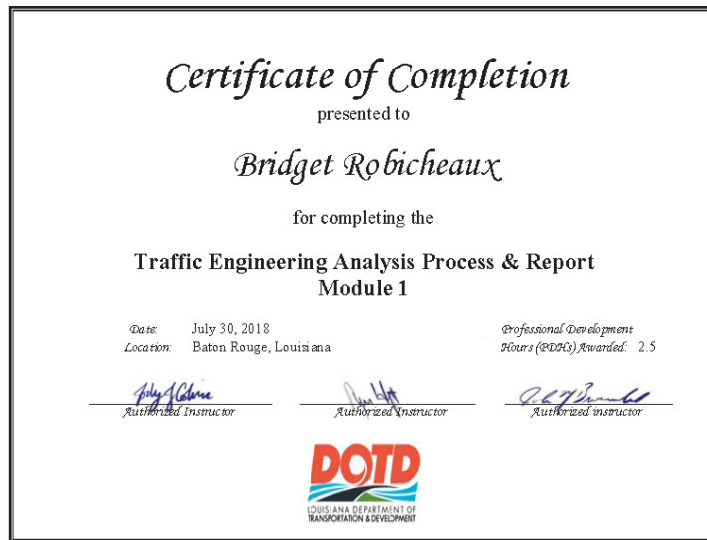 Certificate of Completion
presented to
Bridget Robicheaux
for completing the
Traffic Engineering Analysis Process & Report
Module 1
Date: July 30, 2018
Location: Baton Rouge, Louisiana
Professional Development
Hours (PDHs) Awarded: 2.5
Authorized Instructor
Authorized Instructor
Authorized instructor
DOTD
LOUISIANA DEPARTMENT OF
TRANSPORTATION & DEVELOPMENT